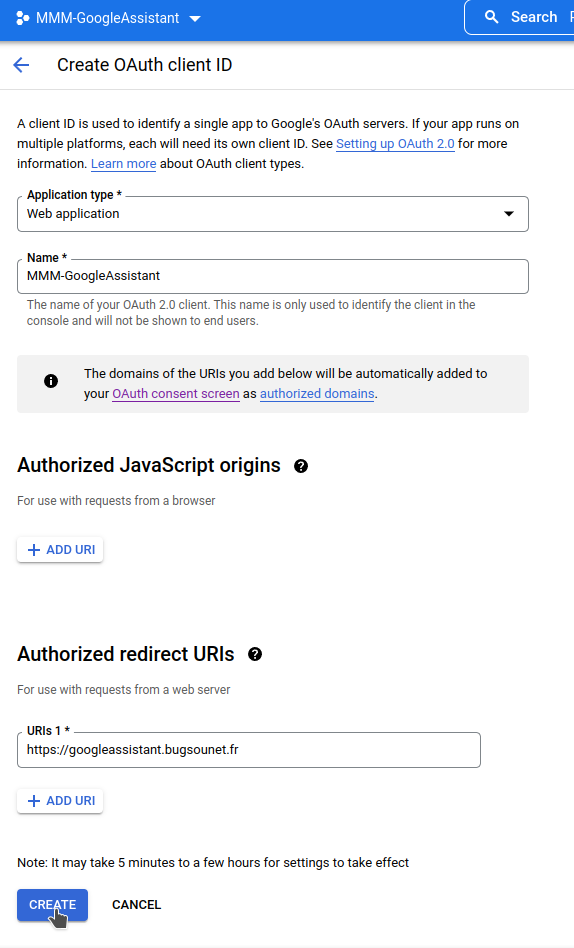 MMM-GoogleAssistant
Search
Create OAuth client ID
A client ID is used to identify a single app to Google's OAuth servers. If your app runs on
multiple platforms, each will need its own client ID. See Setting up OAuth 2.0 for more
information. Learn more about OAuth client types.
Application type *
Web application
Name *
MMM-GoogleAssistant
The name of your OAuth 2.0 client. This name is only used to identify the client in the
console and will not be shown to end users.
The domains of the URIs you add below will be automatically added to
your OAuth consent screen as authorized domains.
Authorized JavaScript origins
For use with requests from a browser
ADD URI
Authorized redirect URIs
For use with requests from a web server
URIs 1 *
https://googleassistant.bugsounet.fr
ADD URI
Note: It may take 5 minutes to a few hours for settings to take effect
CREATE CANCEL